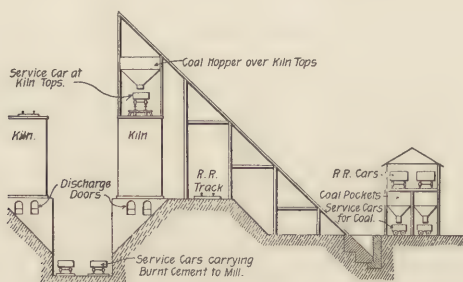 Coal Hopper over Kiln Tops
Service Car at
Kiln Tops.
Kiln.
Kiln
Discharge
Doors
R.R.
Track
R.R. Cars
Coal Pockets
Service Cars
for Coal.
Service Cars carrying
Burnt Cement to Mill.